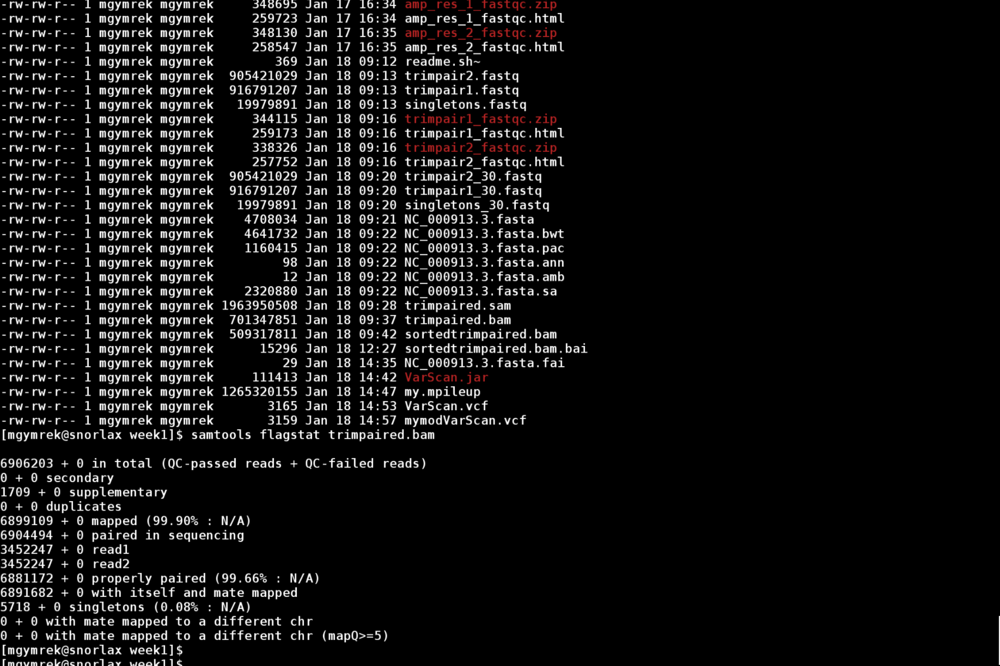 -rw-rw-r-- 1 mgymrek mgymrek     348695 Jan 17 16:34 amp_res_1_fastqc.zip
-rw-rw-r-- 1 mgymrek mgymrek     259723 Jan 17 16:34 amp_res_1_fastqc.html
-rw-rw-r-- 1 mgymrek mgymrek     348130 Jan 17 16:35 amp_res_2_fastqc.zip
-rw-rw-r-- 1 mgymrek mgymrek     258547 Jan 17 16:35 amp_res_2_fastqc.html
-rw-rw-r-- 1 mgymrek mgymrek        369 Jan 18 09:12 readme.sh~
-rw-rw-r-- 1 mgymrek mgymrek  905421029 Jan 18 09:13 trimpair2.fastq
-rw-rw-r-- 1 mgymrek mgymrek  916791207 Jan 18 09:13 trimpair1.fastq
-rw-rw-r-- 1 mgymrek mgymrek   19979891 Jan 18 09:13 singletons.fastq
-rw-rw-r-- 1 mgymrek mgymrek     344115 Jan 18 09:16 trimpair1_fastqc.zip
-rw-rw-r-- 1 mgymrek mgymrek     259173 Jan 18 09:16 trimpair1_fastqc.html
-rw-rw-r-- 1 mgymrek mgymrek     338326 Jan 18 09:16 trimpair2_fastqc.zip
-rw-rw-r-- 1 mgymrek mgymrek     257752 Jan 18 09:16 trimpair2_fastqc.html
-rw-rw-r-- 1 mgymrek mgymrek  905421029 Jan 18 09:20 trimpair2_30.fastq
-rw-rw-r-- 1 mgymrek mgymrek  916791207 Jan 18 09:20 trimpair1_30.fastq
-rw-rw-r-- 1 mgymrek mgymrek   19979891 Jan 18 09:20 singletons_30.fastq
-rw-rw-r-- 1 mgymrek mgymrek    4708034 Jan 18 09:21 NC_000913.3.fasta
-rw-rw-r-- 1 mgymrek mgymrek    4641732 Jan 18 09:22 NC_000913.3.fasta.bwt
-rw-rw-r-- 1 mgymrek mgymrek    1160415 Jan 18 09:22 NC_000913.3.fasta.pac
-rw-rw-r-- 1 mgymrek mgymrek         98 Jan 18 09:22 NC_000913.3.fasta.ann
-rw-rw-r-- 1 mgymrek mgymrek         12 Jan 18 09:22 NC_000913.3.fasta.amb
-rw-rw-r-- 1 mgymrek mgymrek    2320880 Jan 18 09:22 NC_000913.3.fasta.sa
-rw-rw-r-- 1 mgymrek mgymrek 1963950508 Jan 18 09:28 trimpaired.sam
-rw-rw-r-- 1 mgymrek mgymrek  701347851 Jan 18 09:37 trimpaired.bam
-rw-rw-r-- 1 mgymrek mgymrek  509317811 Jan 18 09:42 sortedtrimpaired.bam
-rw-rw-r-- 1 mgymrek mgymrek      15296 Jan 18 12:27 sortedtrimpaired.bam.bai
-rw-rw-r-- 1 mgymrek mgymrek         29 Jan 18 14:35 NC_000913.3.fasta.fai
-rw-rw-r-- 1 mgymrek mgymrek     111413 Jan 18 14:42 VarScan.jar
-rw-rw-r-- 1 mgymrek mgymrek 1265320155 Jan 18 14:47 my.mpileup
-rw-rw-r-- 1 mgymrek mgymrek       3165 Jan 18 14:53 VarScan.vcf
-rw-rw-r-- 1 mgymrek mgymrek       3159 Jan 18 14:57 mymodVarScan.vcf
[mgymrek@snorlax week1]$ samtools flagstat trimpaired.bam
6906203 + 0 in total (QC-passed reads + QC-failed reads)
0 + 0 secondary
1709 + 0 supplementary
0 + 0 duplicates
6899109 + 0 mapped (99.90% : N/A)
6904494 + 0 paired in sequencing
3452247 + 0 read1
3452247 + 0 read2
6881172 + 0 properly paired (99.66% : N/A)
6891682 + 0 with itself and mate mapped
5718 + 0 singletons (0.08% : N/A)
0 + 0 with mate mapped to a different chr
0 + 0 with mate mapped to a different chr (mapQ>=5)
[mgymrek@snorlax week1]$
[mgymrek@snorlax week1]$